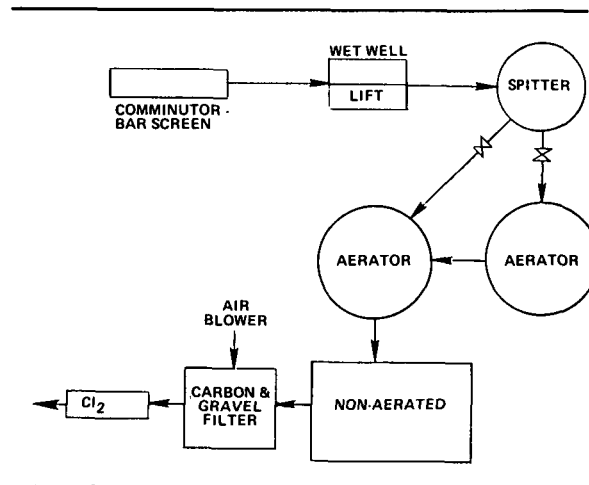 WET WELL
LIFT
SPITTER
COMMINUTOR -
BAR SCREEN
AERATOR
AERATOR
AIR
BLOWER
CARBON &
GRAVEL
FILTER
NON-AERATED
Cl2